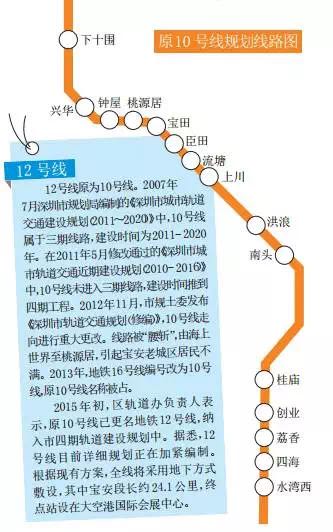 原10号线规划线路图
下十围
兴华
钟屋
桃源居
宝田
臣田
流塘
上川
洪浪
南头
桂庙
创业
荔香
四海
水湾西
12号线
12号线原为10号线。2007年
7月深圳市规划局编制的《深圳市城市轨道
交通建设规划(2011~2020)》中,10号线
属于三期线路,建设时间为2011-2020
年。在2011年5月修改通过的《深圳市城
市轨道交通近期建设规划(2010-2016)》
中,10号线未进入三期线路,建设时间推到
四期工程。2012年11月,市规土委发布
《深圳市轨道交通规划(修编)》,10号线走
向进行重大更改。线路被“腰斩”,由海上
世界至桃源居,引起宝安老城区居民不
满。2013年,地铁16号线编号改为10号
线,原10号线名称被占。
2015年初,区轨道办负责人表
示,原10号线已更名地铁12号线,纳
入市四期轨道建设规划中。据悉,12
号线目前详细规划正在加紧编制。
根据现有方案,全线将采用地下方式
敷设,其中宝安段长约24.1公里,终
点站设在大空港国际会展中心。